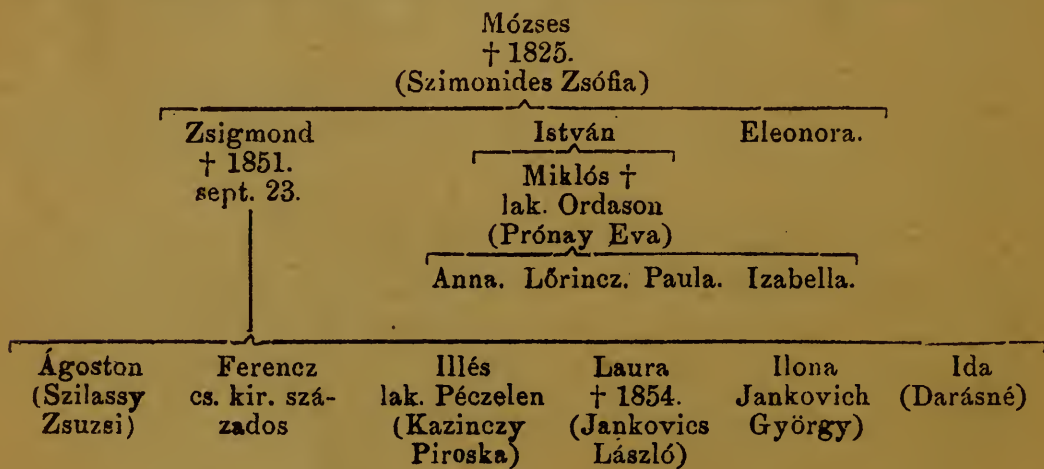 Mózses
† 1825.
(Szimonides Zsófia)
Zsigmond István Eleonora.
† 1851.
sept. 23.
Miklós †
lak. Ordason
(Prónay Eva)
Anna. Lőrincz. Paula. Izabella.
Ágoston Ferencz Illés Laura Ilona Ida
(Szilassy cs. kir. szá- lak. Péczelen † 1854. Jankovich (Darásné)
Zsuzsi) zados (Kazinczy (Jankovics György)
Piroska) László)